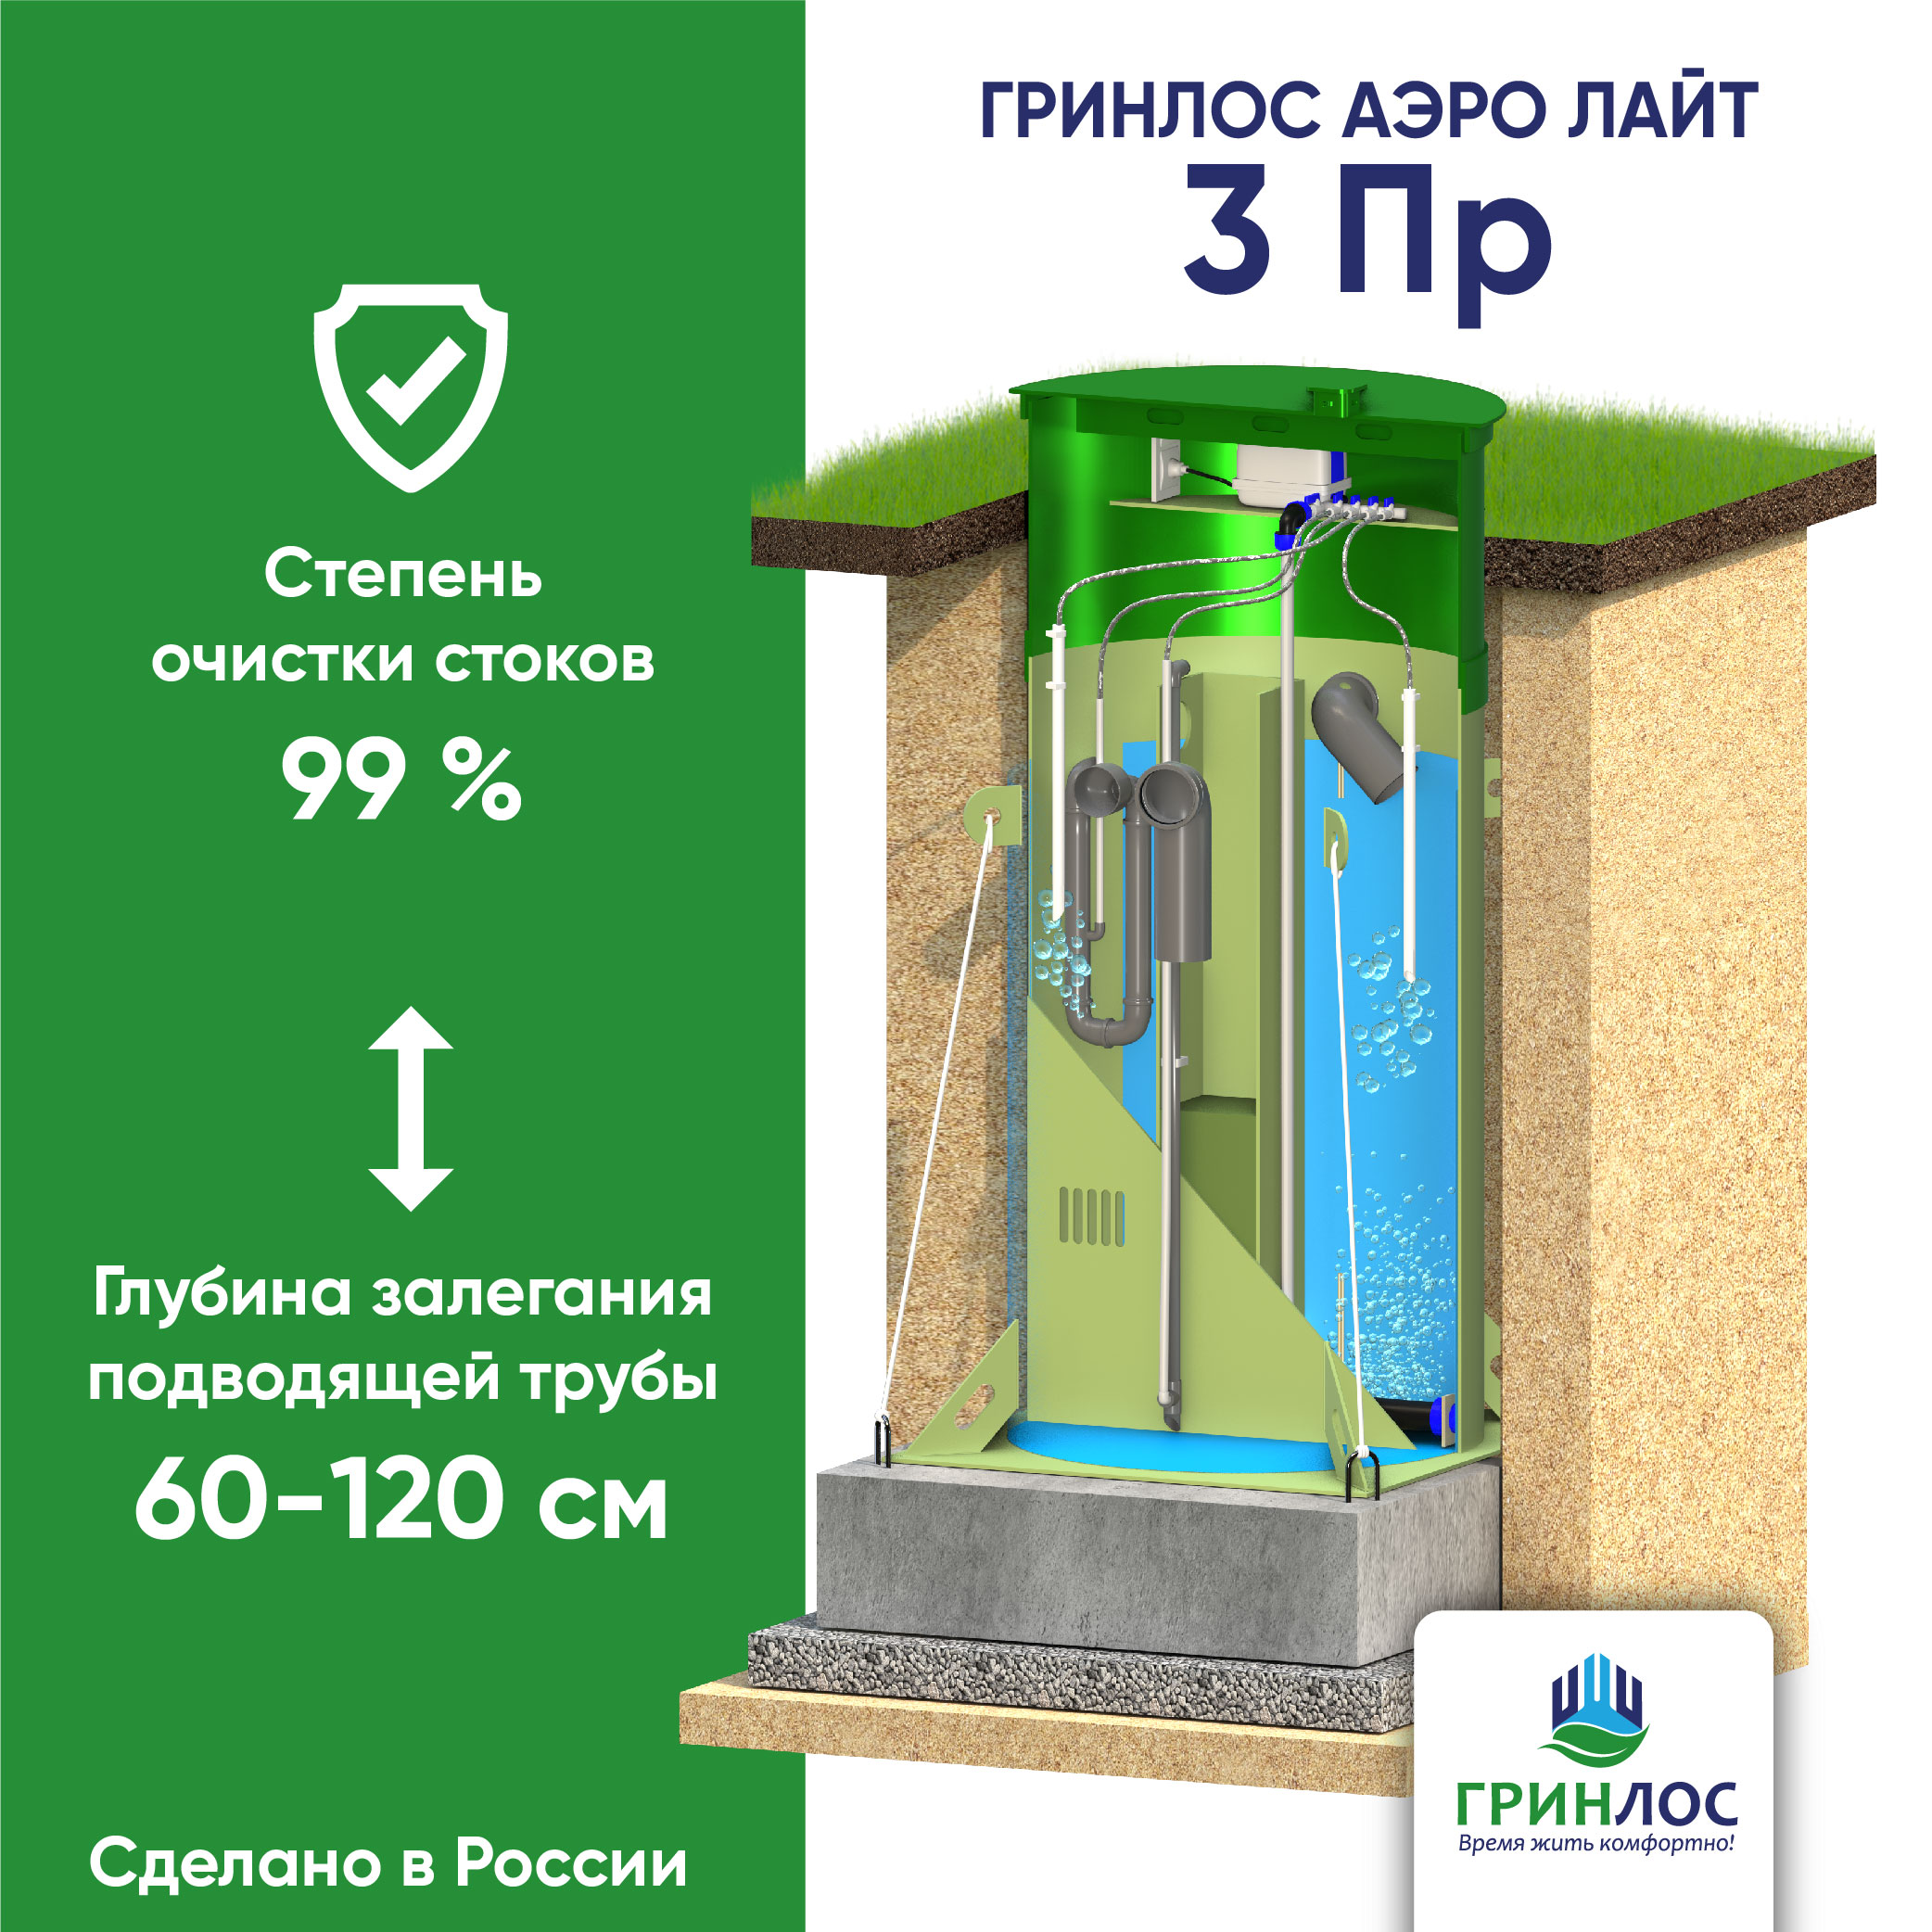 ГРИНЛОС АЭРО ЛАЙТ
3 Пр
Степень
очистки стоков
99 %
Глубина залегания
подводящей трубы
60-120 см
Сделано в России
ГРИНЛОС
Время жить комфортно!